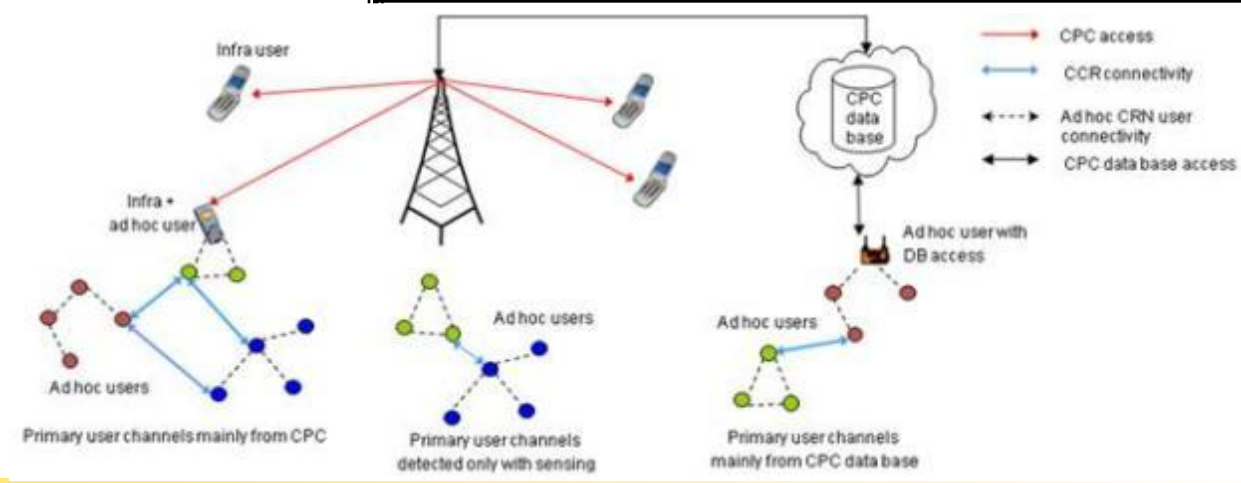 Infra user
CPC
data
base
CPC access
CCR connectivity
Ad hoc CRN user
connectivity
CPC data base access
Infra +
ad hoc user
Ad hoc user with
DB access
Ad hoc users
Ad hoc users
Ad hoc users
Primary user channels mainly from CPC
Primary user channels
detected only with sensing
Primary user channels
mainly from CPC data base